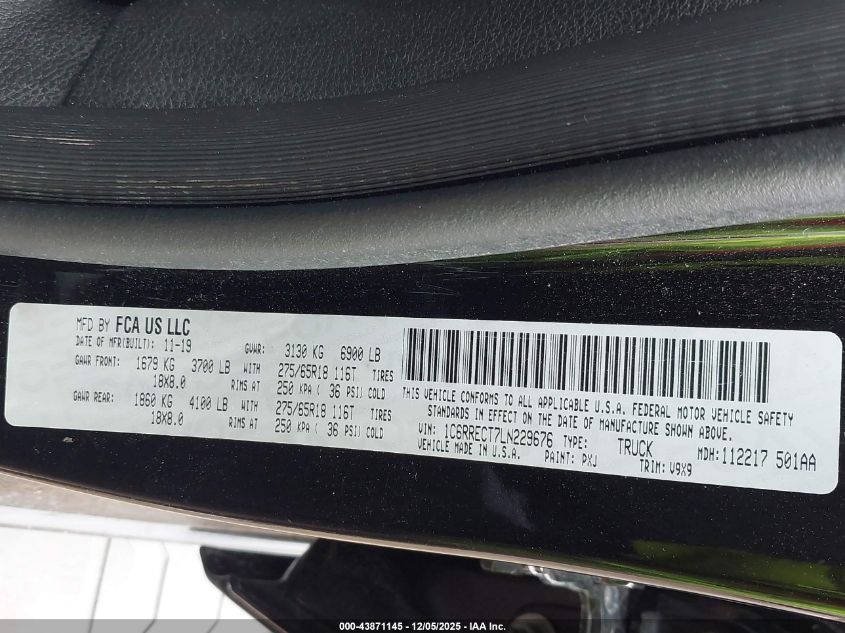 MFD BY FCA US LLC
DATE OF MFR(BUILT): 11-19 GVWR: 3130 KG 6900 LB
GAWR FRONT: 1679 KG 3700 LB WITH 275/65R18 116T TIRES
18X8.0 RIMS AT 250 KPA ( 36 PSI) COLD
GAWR REAR: 1860 KG 4100 LB WITH 275/65R18 116T TIRES
18X8.0 RIMS AT 250 KPA ( 36 PSI) COLD
THIS VEHICLE CONFORMS TO ALL APPLICABLE U.S.A. FEDERAL MOTOR VEHICLE SAFETY
STANDARDS IN EFFECT ON THE DATE OF MANUFACTURE SHOWN ABOVE.
VIN: 1C6RRECT7LN229676 TYPE: TRUCK MDH: 112217 501AA
VEHICLE MADE IN U.S.A. PAINT: PXJ TRIM: V9X9
000-43871145 - 12/05/2025 - IAA Inc.